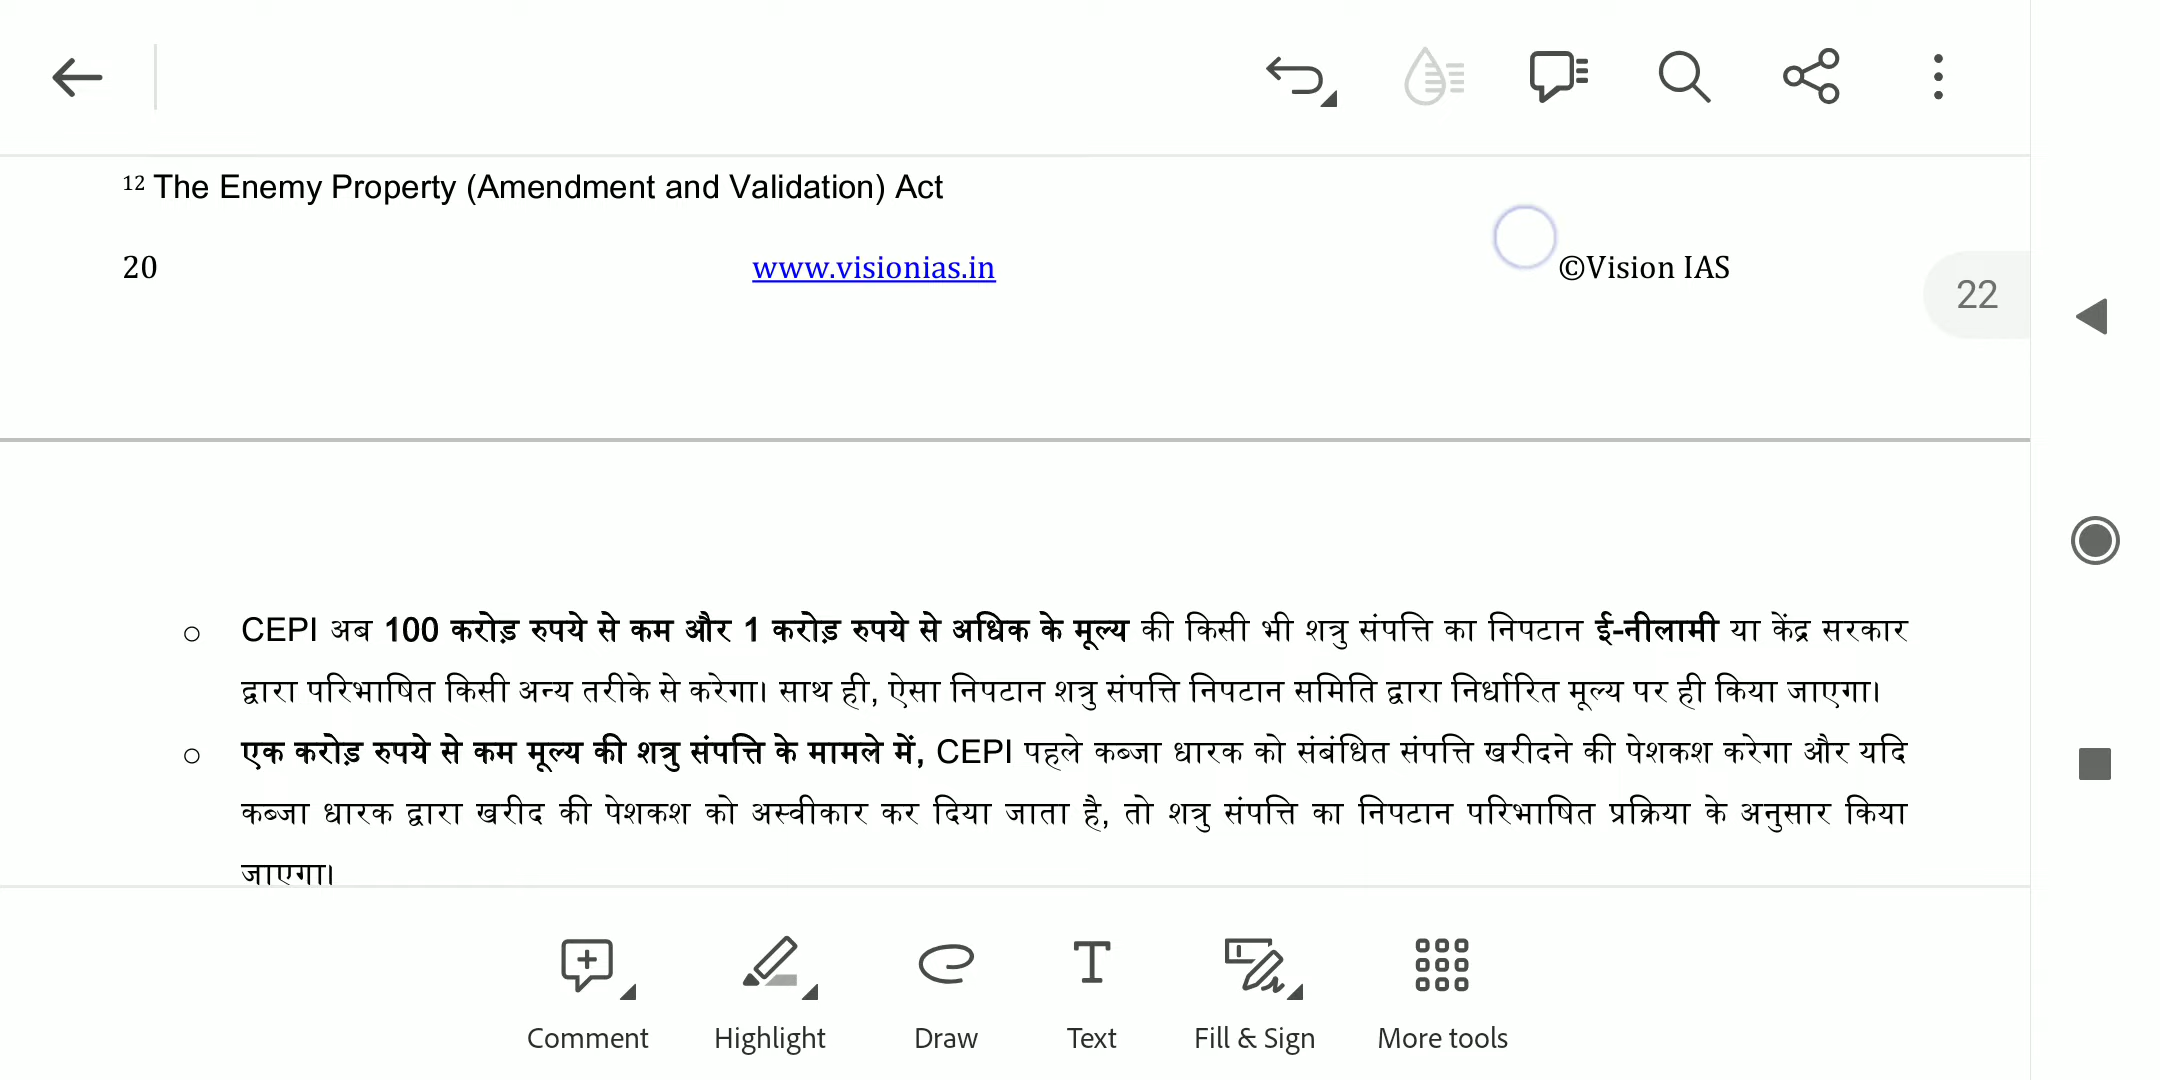 12 The Enemy Property (Amendment and Validation) Act
20 www.visionias.in ©Vision IAS
22
○ CEPI अब 100 करोड़ रुपये से कम और 1 करोड़ रुपये से अधिक के मूल्य की किसी भी शत्रु संपत्ति का निपटान ई-नीलामी या केंद्र सरकार
द्वारा परिभाषित किसी अन्य तरीके से करेगा। साथ ही, ऐसा निपटान शत्रु संपत्ति निपटान समिति द्वारा निर्धारित मूल्य पर ही किया जाएगा।
○ एक करोड़ रुपये से कम मूल्य की शत्रु संपत्ति के मामले में, CEPI पहले कब्जा धारक को संबंधित संपत्ति खरीदने की पेशकश करेगा और यदि
कब्जा धारक द्वारा खरीद की पेशकश को अस्वीकार कर दिया जाता है, तो शत्रु संपत्ति का निपटान परिभाषित प्रक्रिया के अनुसार किया
जाएगा।
Comment Highlight Draw Text Fill & Sign More tools